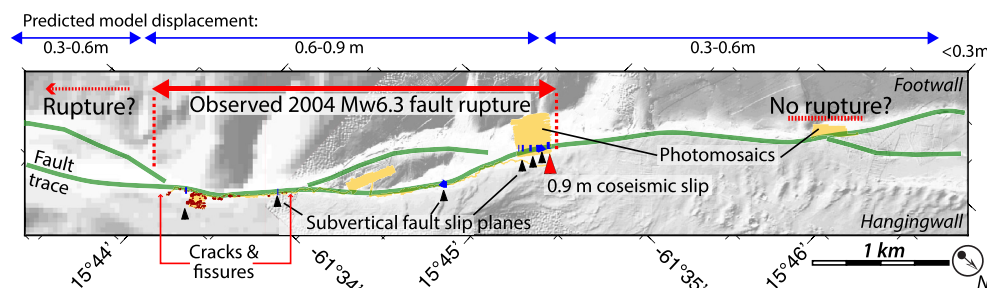 Predicted model displacement:
0.3-0.6m
0.6-0.9 m
0.3-0.6m
<0.3m
Footwall
Rupture?
Observed 2004 Mw6.3 fault rupture
No rupture?
Fault
trace
Photomosaics
0.9 m coseismic slip
Subvertical fault slip planes
Hangingwall
Cracks &
fissures
1 km
15°44'
-61°34'
15°45'
-61°35'
15°46'
N